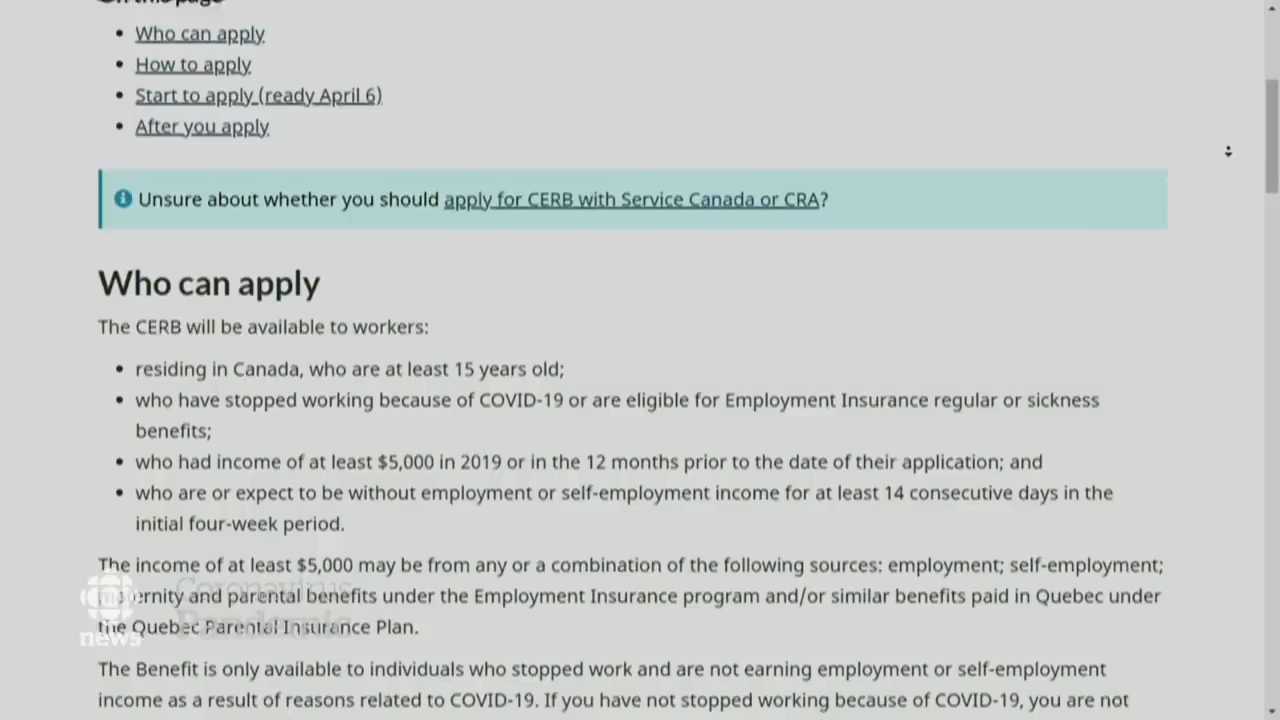 On this page
Who can apply
How to apply
Start to apply (ready April 6)
After you apply
Unsure about whether you should apply for CERB with Service Canada or CRA?
Who can apply
The CERB will be available to workers:
residing in Canada, who are at least 15 years old;
who have stopped working because of COVID-19 or are eligible for Employment Insurance regular or sickness
benefits;
who had income of at least $5,000 in 2019 or in the 12 months prior to the date of their application; and
who are or expect to be without employment or self-employment income for at least 14 consecutive days in the
initial four-week period.
The income of at least $5,000 may be from any or a combination of the following sources: employment; self-employment;
maternity and parental benefits under the Employment Insurance program and/or similar benefits paid in Quebec under
the Quebec Parental Insurance Plan.
The Benefit is only available to individuals who stopped work and are not earning employment or self-employment
income as a result of reasons related to COVID-19. If you have not stopped working because of COVID-19, you are not
news
Coronavirus
Pandemic